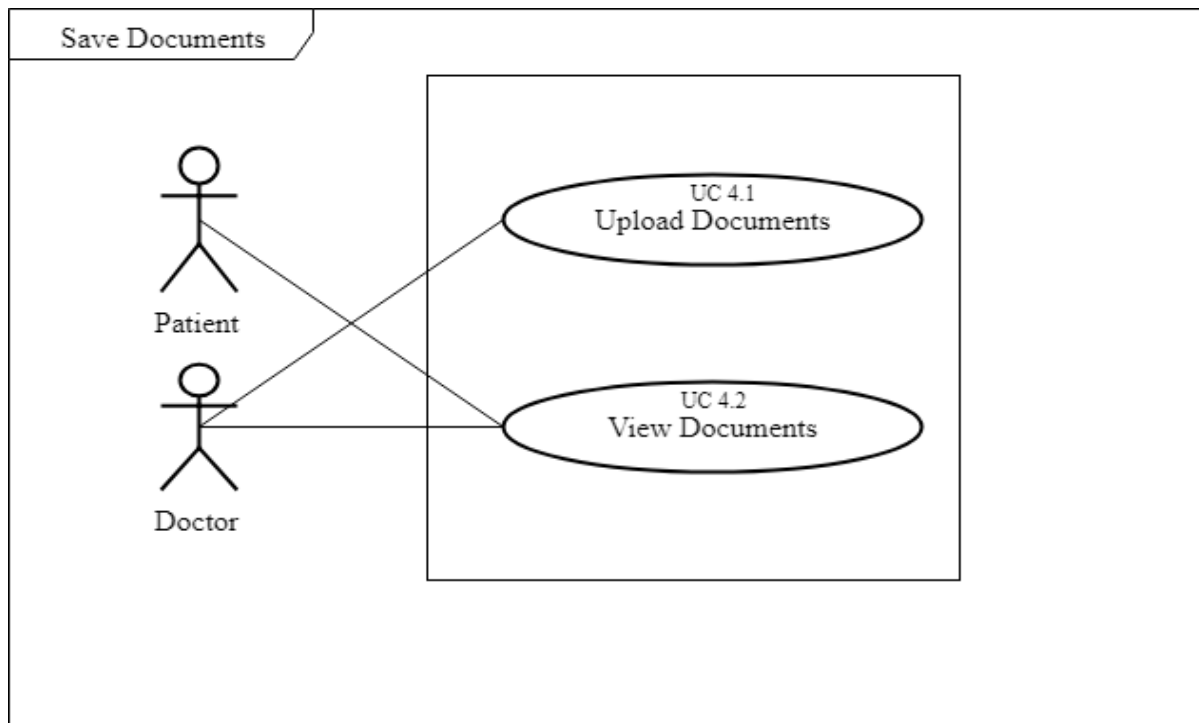 Save Documents
UC 4.1
Upload Documents
Patient
UC 4.2
View Documents
Doctor